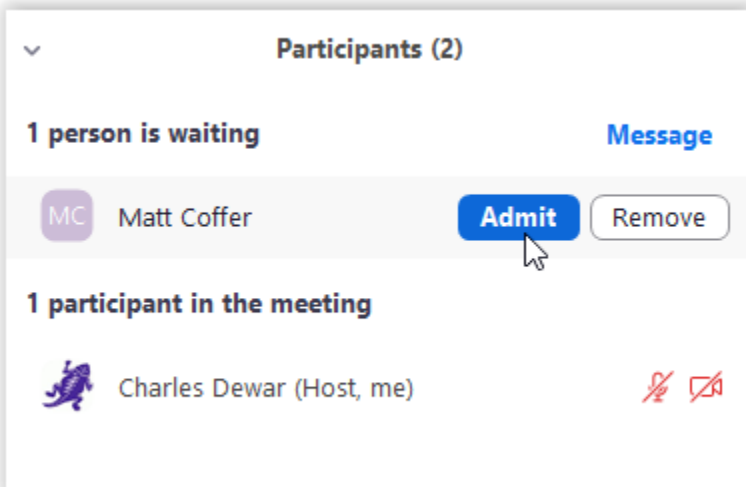 Participants (2)
1 person is waiting Message
MC Matt Coffer Admit Remove
1 participant in the meeting
Charles Dewar (Host, me)